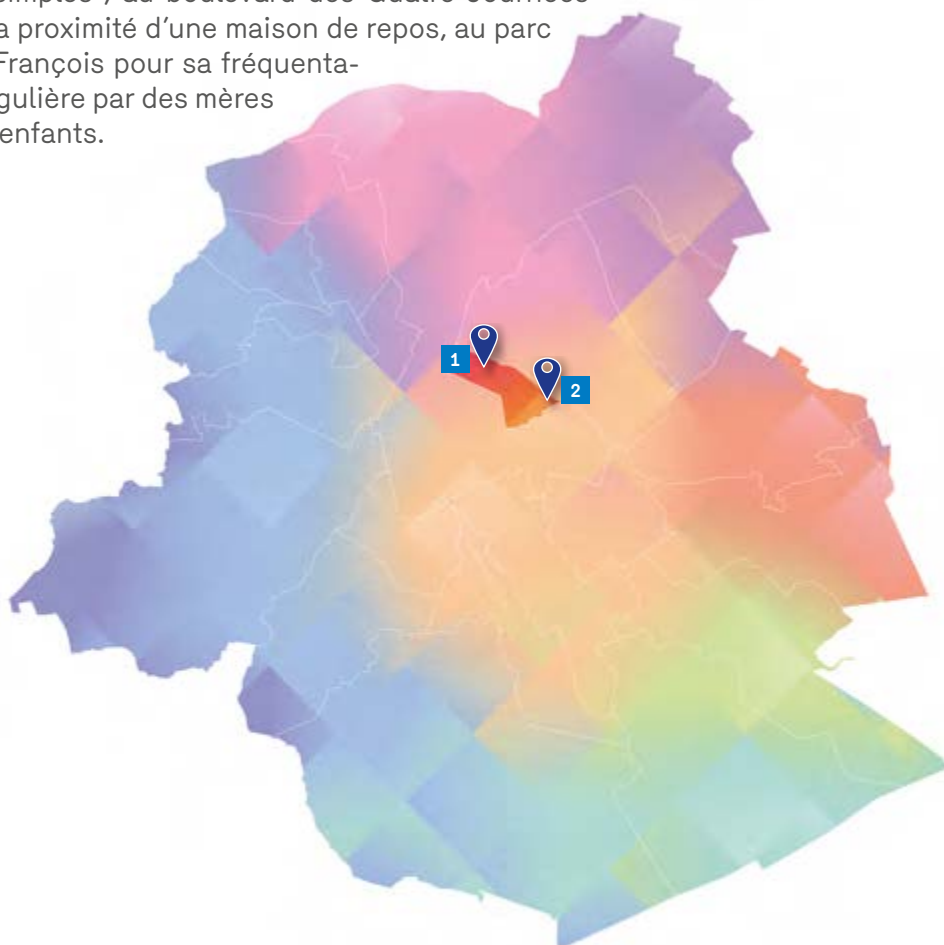 au boulevard des Quatre Journées
a proximité d'une maison de repos, au parc
François pour sa fréquenta-
gulière par des mères
enfants.
1
2